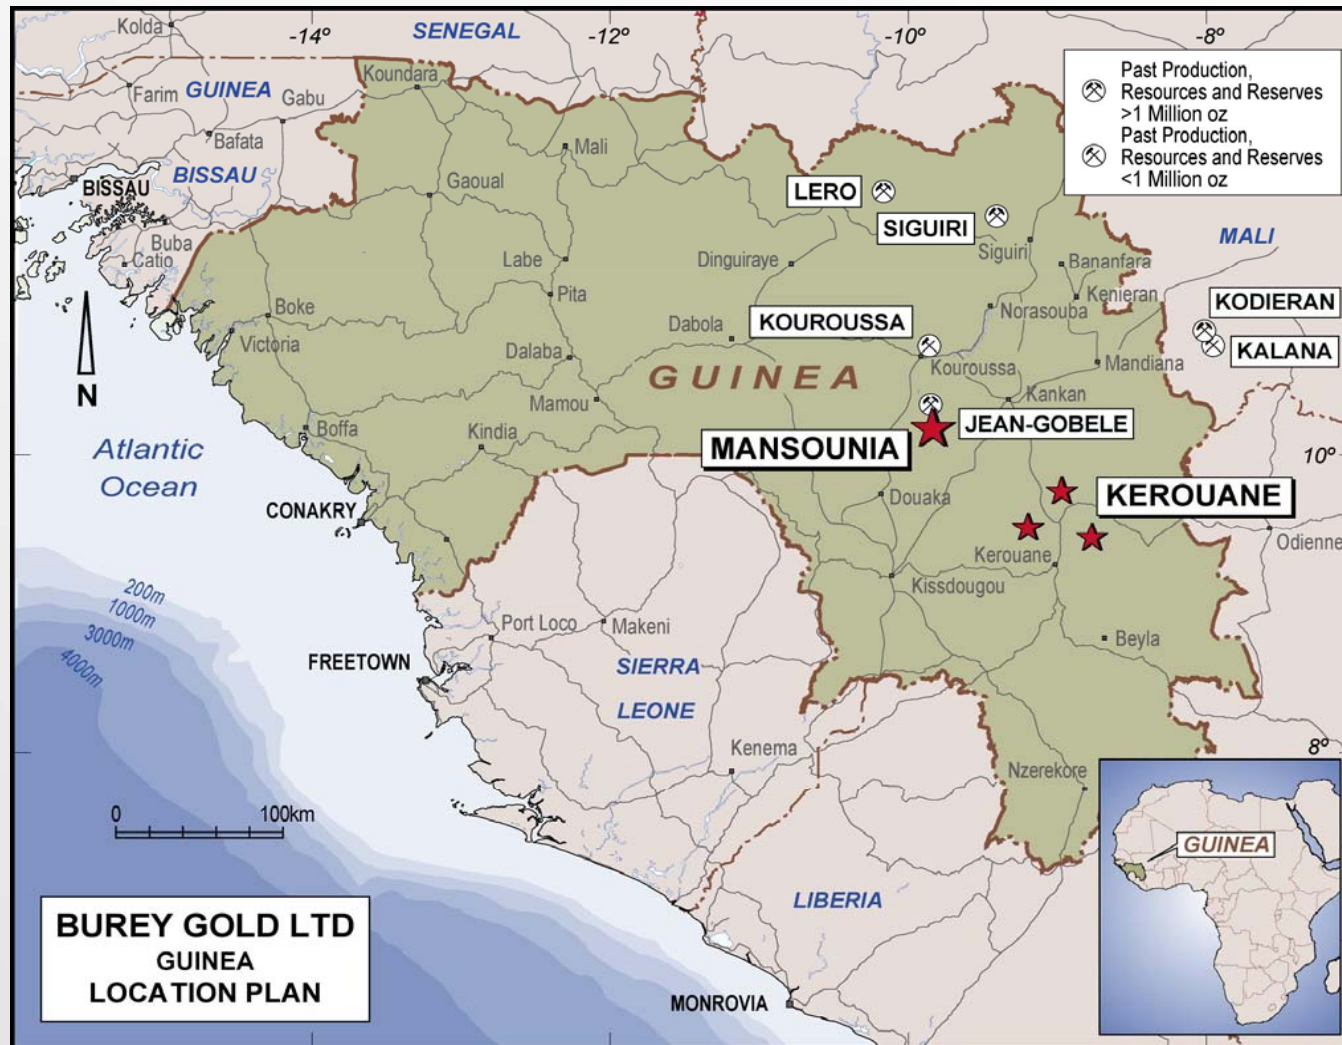 Kolda
-14°
SENEGAL
-12°
-10°
-8°
Koundara
Farim
GUINEA
Gabu
Bafata
BISSAU
BISSAU
Mali
Gaoual
LERO
SIGUIRI
Siguiri
MALI
Buba
Catio
Labe
Dinguiraye
Bananfara
Pita
Kenieran
KODIERAN
Boke
Norasouba
Victoria
Dabola
KOUROUSSA
KALANA
Dalaba
GUINEA
Kouroussa
Mandiana
N
Mamou
Kankan
Boffa
Kindia
JEAN-GOBELE
MANSOUNIA
10°
Atlantic
Ocean
Douaka
KEROUANE
CONAKRY
Odienne
Kerouane
Kissdougou
200m
1000m
3000m
4000m
Port Loco
Makeni
Beyla
FREETOWN
SIERRA
LEONE
Kenema
8°
Nzerekore
0
100km
LIBERIA
MONROVIA
Past Production,
Resources and Reserves
>1 Million oz
Past Production,
Resources and Reserves
<1 Million oz
GUINEA
BUREY GOLD LTD
GUINEA
LOCATION PLAN